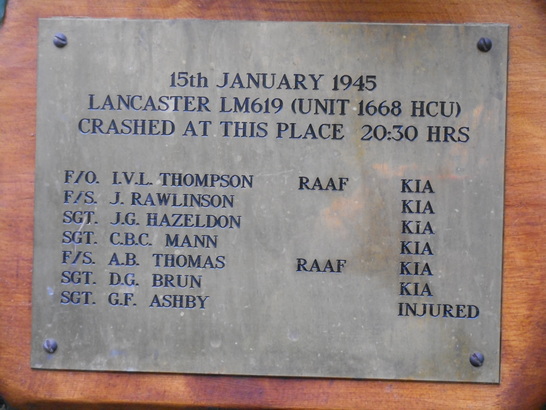 15th JANUARY 1945
LANCASTER LM619 (UNIT 1668 HCU)
CRASHED AT THIS PLACE 20:30 HRS
F/O. I.V.L. THOMPSON RAAF KIA
F/S. J. RAWLINSON KIA
SGT. J.G. HAZELDON KiA
SGT. C.B.C. MANN KIA
F/S. A.B. THOMAS RAAF KIA
SGT. D.G. BRUN KIA
SGT. G.F. ASHBY INJURED